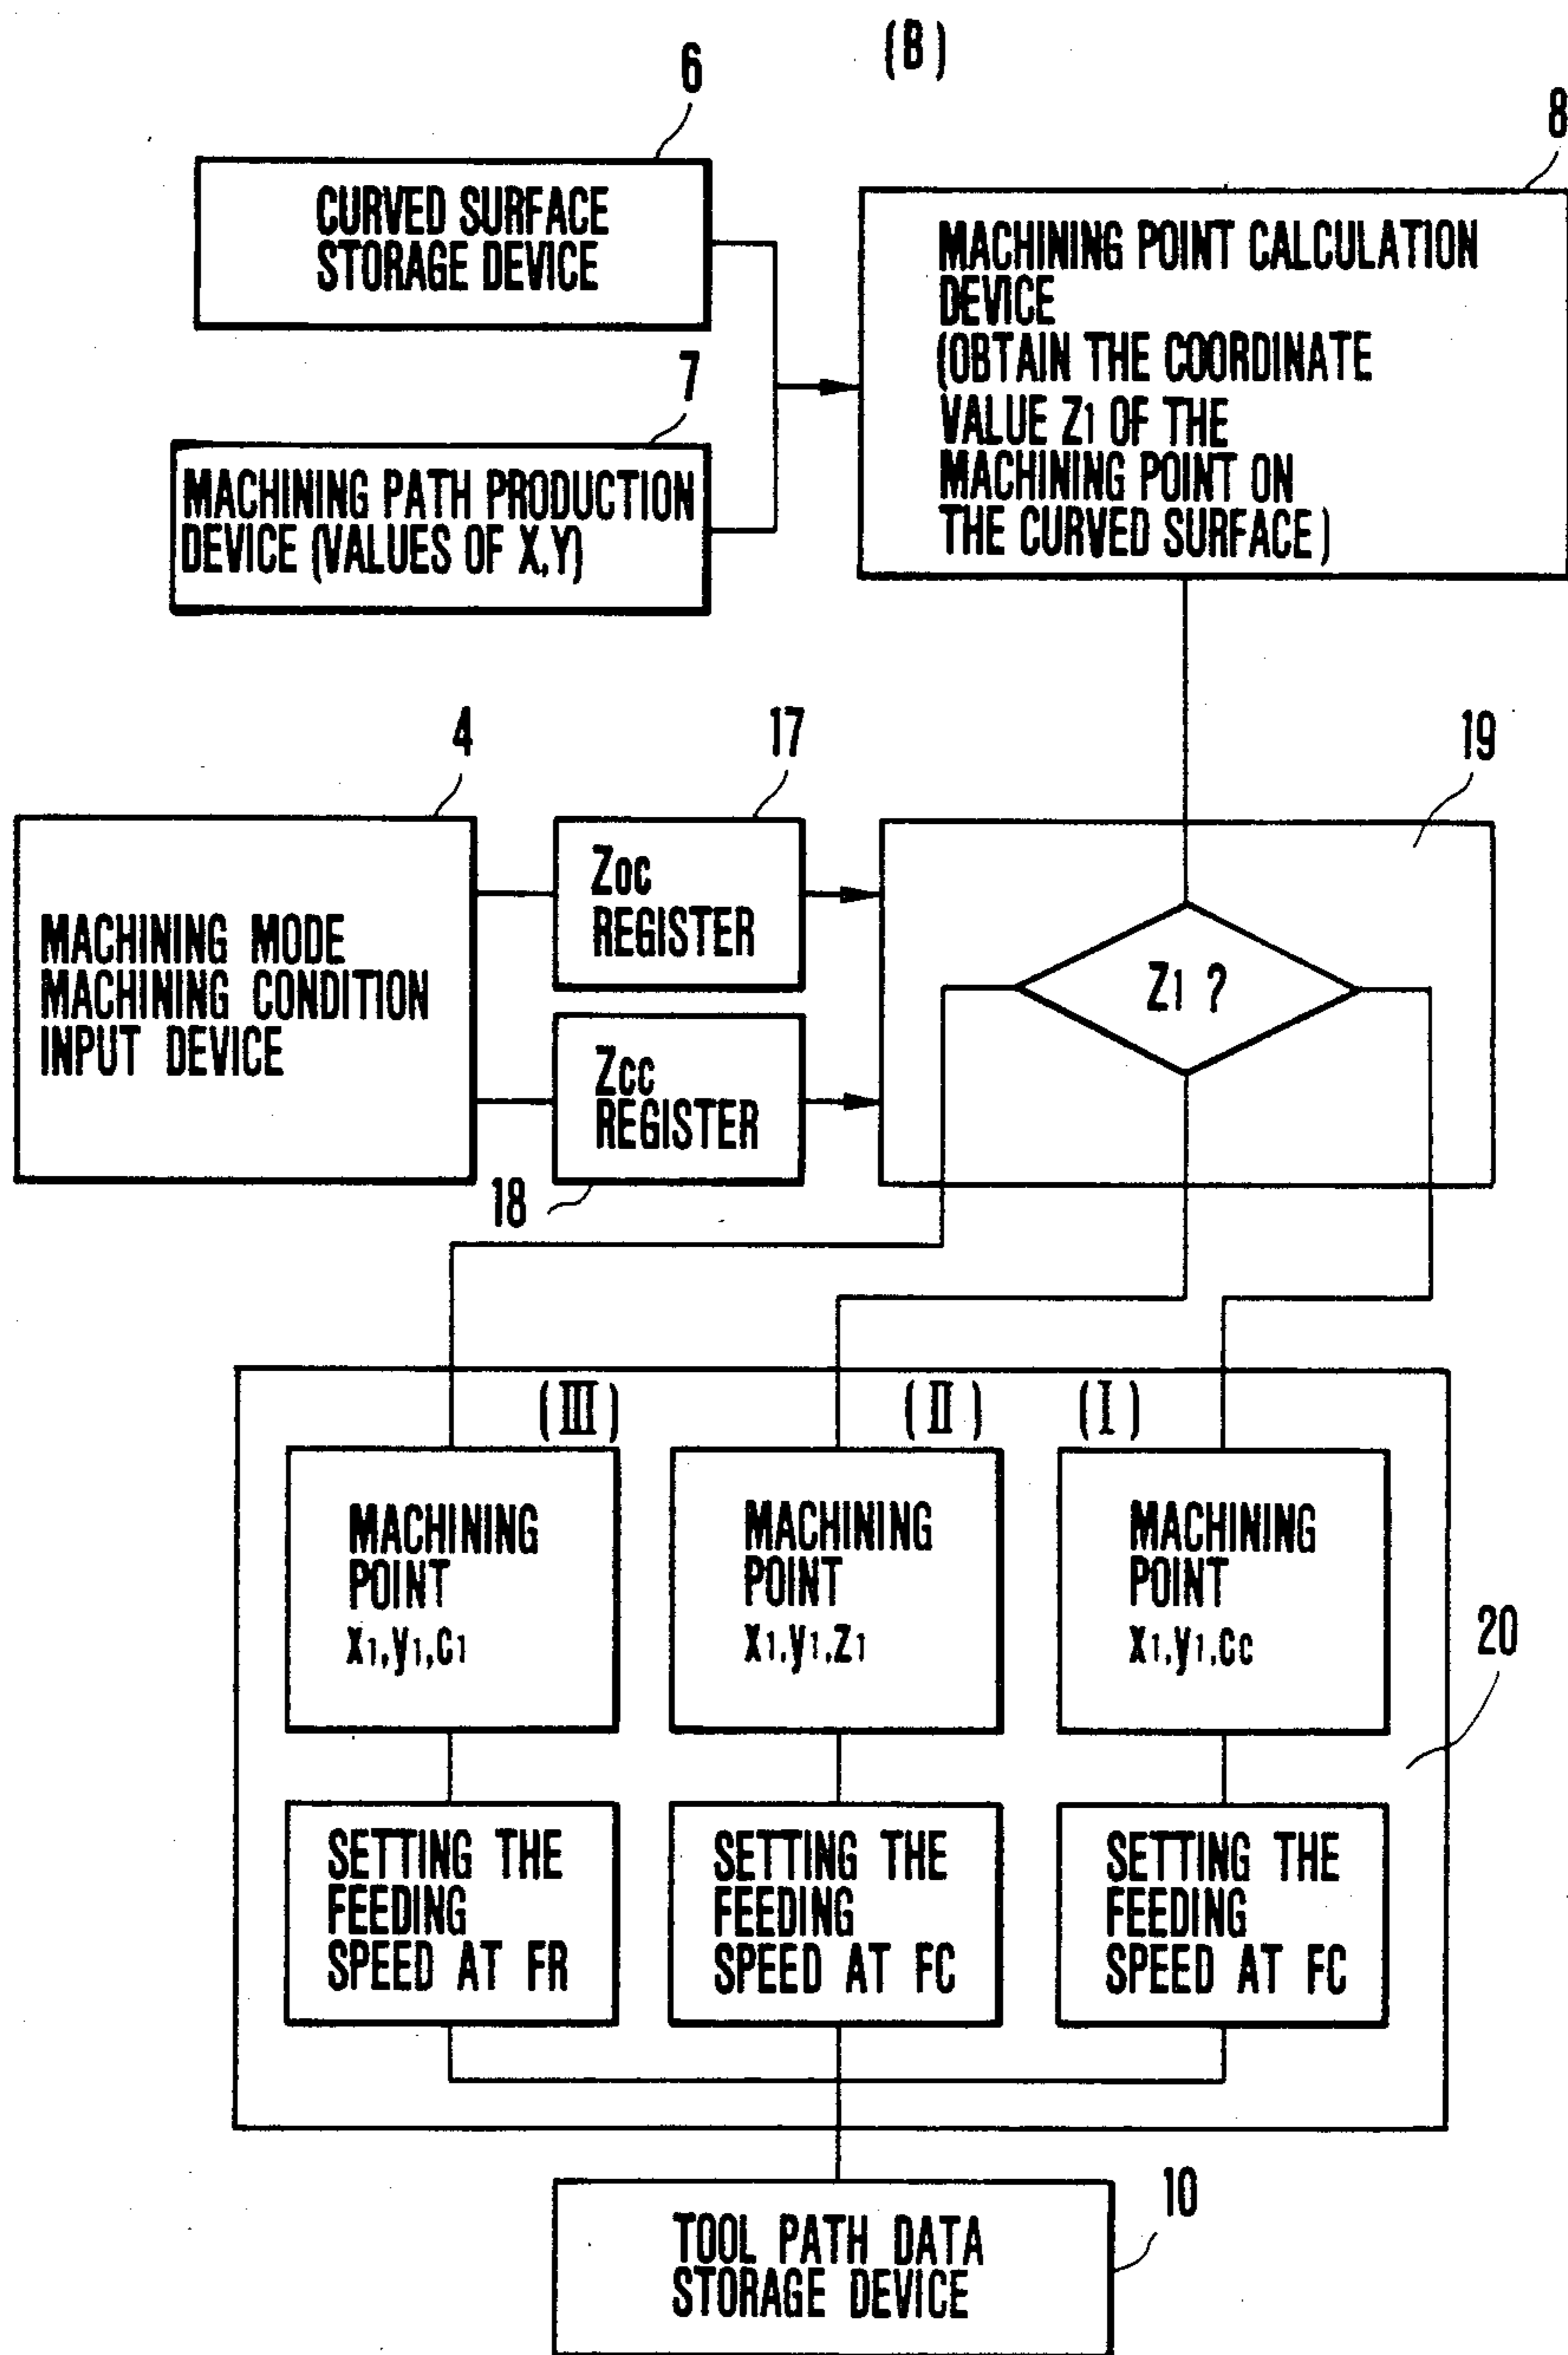 (B)
6
CURVED SURFACE
STORAGE DEVICE
8
MACHINING POINT CALCULATION
DEVICE
(OBTAIN THE COORDINATE
VALUE Z1 OF THE
MACHINING POINT ON
THE CURVED SURFACE)
7
MACHINING PATH PRODUCTION
DEVICE (VALUES OF X,Y)
4
MACHINING MODE
MACHINING CONDITION
INPUT DEVICE
17
ZOC
REGISTER
ZCC
REGISTER
18
19
Z1 ?
(III)
(II)
(I)
MACHINING
POINT
x1,y1,c1
MACHINING
POINT
x1,y1,z1
MACHINING
POINT
x1,y1,cc
20
SETTING THE
FEEDING
SPEED AT FR
SETTING THE
FEEDING
SPEED AT FC
SETTING THE
FEEDING
SPEED AT FC
10
TOOL PATH DATA
STORAGE DEVICE